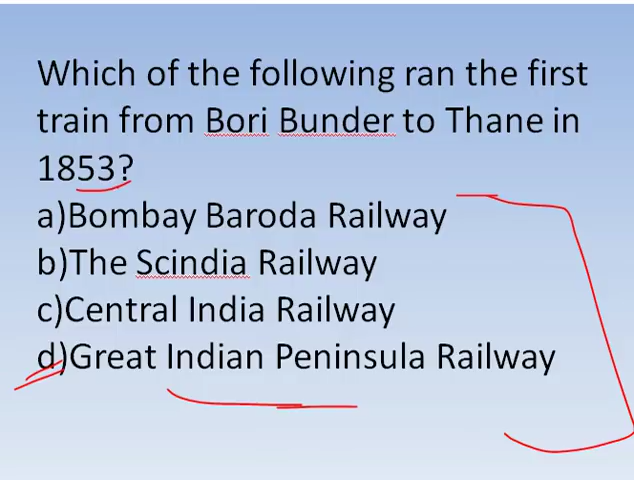 Which of the following ran the first
train from Bori Bunder to Thane in
1853?
a)Bombay Baroda Railway
b)The Scindia Railway
c)Central India Railway
d)Great Indian Peninsula Railway